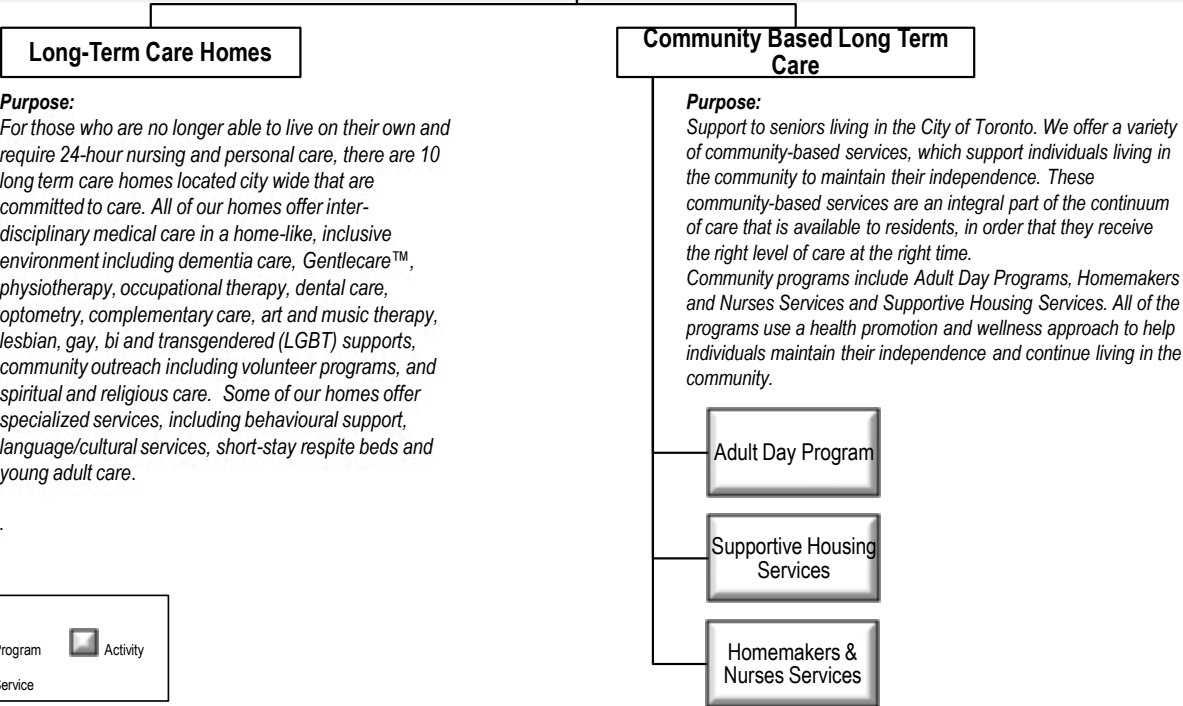 Long-Term Care Homes
Purpose:
For those who are no longer able to live on their own and
require 24-hour nursing and personal care, there are 10
long term care homes located city wide that are
committed to care. All of our homes offer inter-
disciplinary medical care in a home-like, inclusive
environment including dementia care, Gentlecare™,
physiotherapy, occupational therapy, dental care,
optometry, complementary care, art and music therapy,
lesbian, gay, bi and transgendered (LGBT) supports,
community outreach including volunteer programs, and
spiritual and religious care. Some of our homes offer
specialized services, including behavioural support,
language/cultural services, short-stay respite beds and
young adult care.
.
Community Based Long Term
Care
Purpose:
Support to seniors living in the City of Toronto. We offer a variety
of community-based services, which support individuals living in
the community to maintain their independence. These
community-based services are an integral part of the continuum
of care that is available to residents, in order that they receive
the right level of care at the right time.
Community programs include Adult Day Programs, Homemakers
and Nurses Services and Supportive Housing Services. All of the
programs use a health promotion and wellness approach to help
individuals maintain their independence and continue living in the
community.
Adult Day Program
Supportive Housing
Services
Homemakers &
Nurses Services
Activity